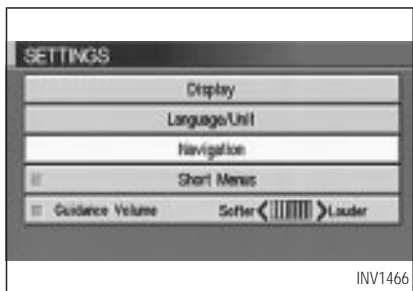 SETTINGS
Display
Language/Unit
Navigation
Short Menus
Guidance Volume Softer Louder
INV1466